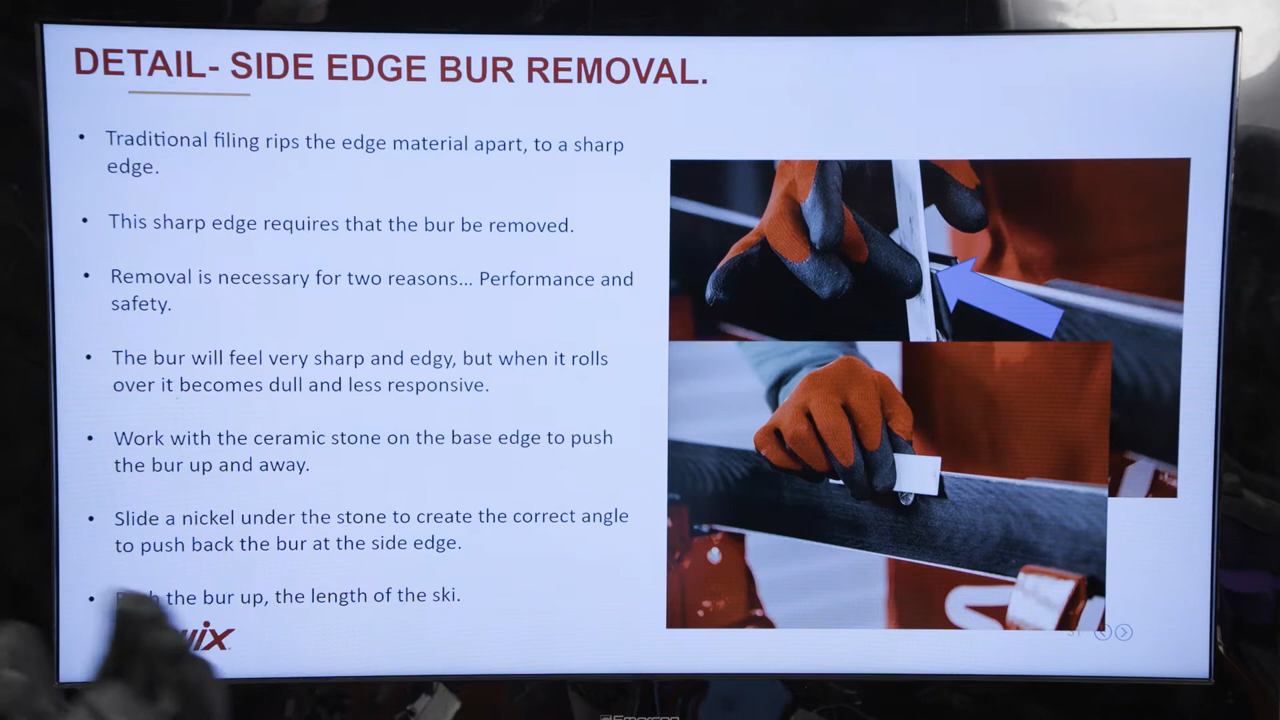 DETAIL- SIDE EDGE BUR REMOVAL.
• Traditional filing rips the edge material apart, to a sharp
edge.
• This sharp edge requires that the bur be removed.
• Removal is necessary for two reasons... Performance and
safety.
• The bur will feel very sharp and edgy, but when it rolls
over it becomes dull and less responsive.
• Work with the ceramic stone on the base edge to push
the bur up and away.
• Slide a nickel under the stone to create the correct angle
to push back the bur at the side edge.
• the bur up, the length of the ski.
Emerson